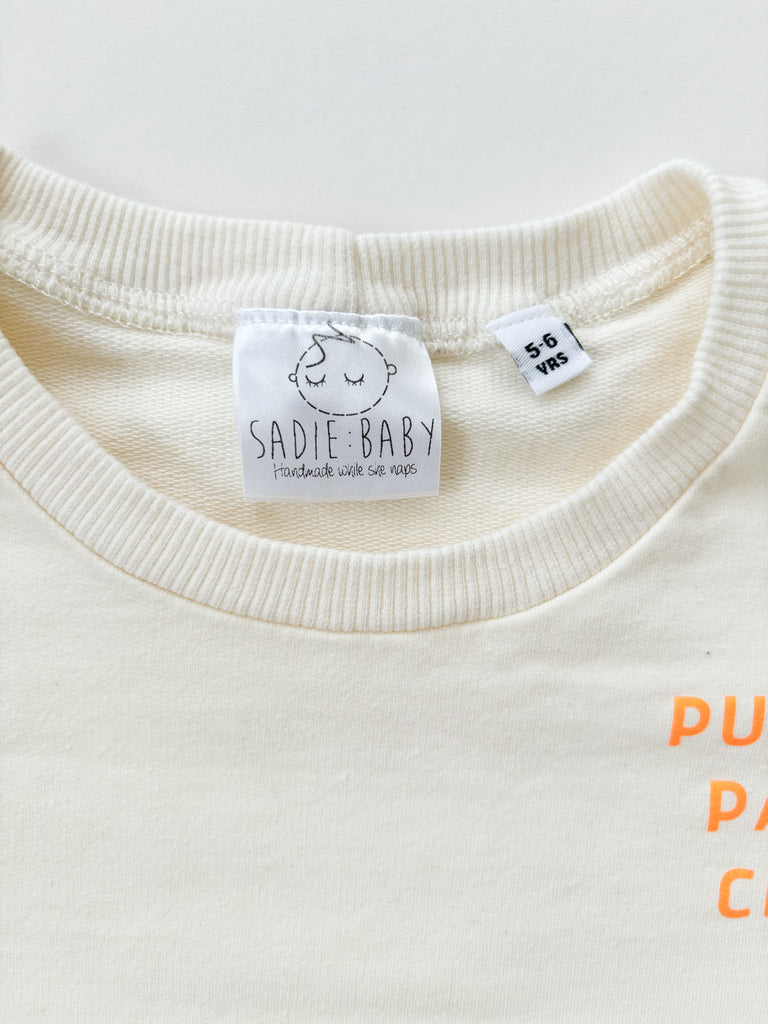 SADIE:BABY
Handmade while she naps
5-6
YRS
PU
PA